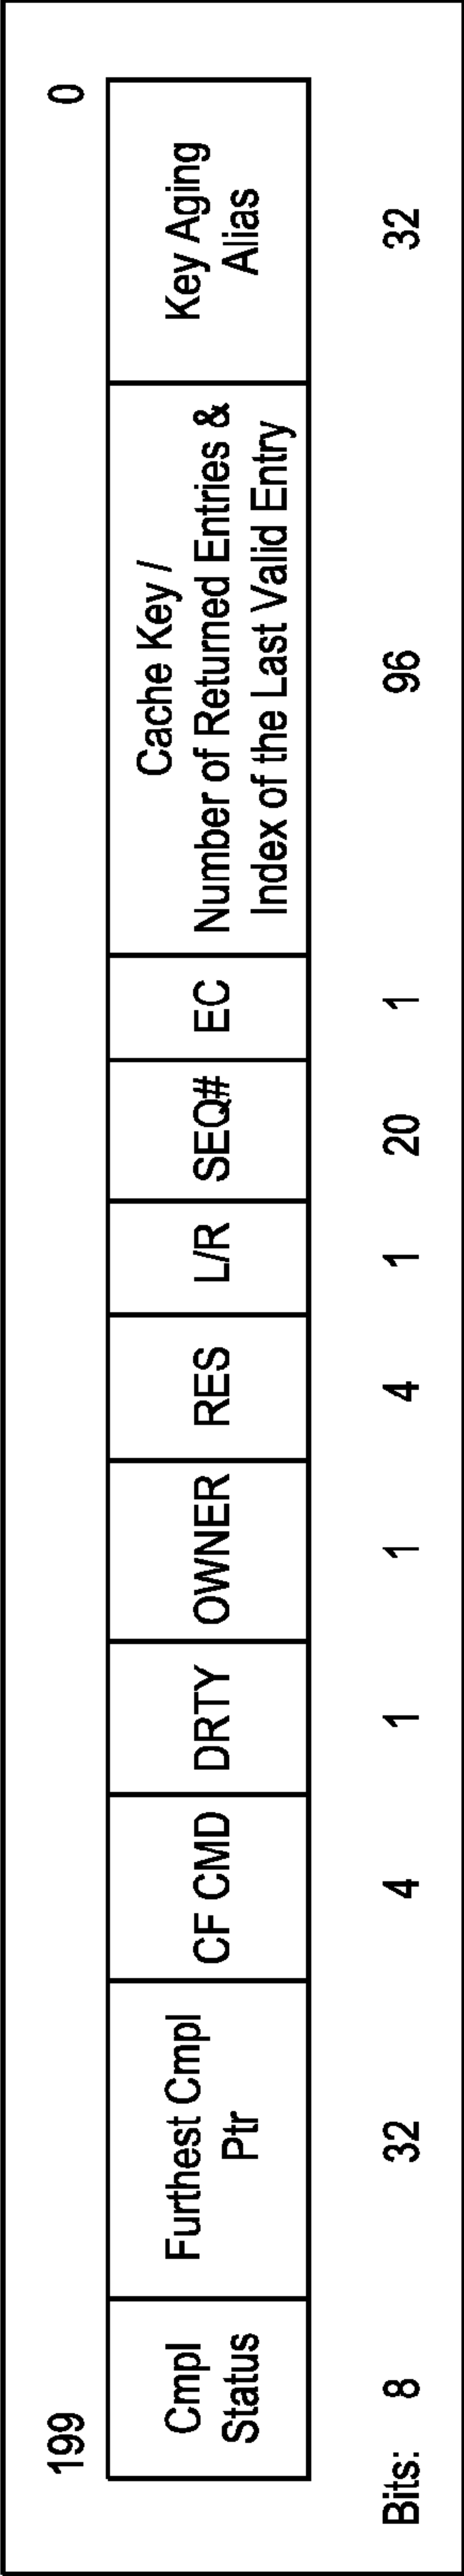 199
0
Cmpl
Status
Furthest Cmpl
Ptr
CF CMD
DRTY
OWNER
RES
L/R
SEQ#
EC
Cache Key /
Number of Returned Entries &
Index of the Last Valid Entry
Key Aging
Alias
Bits: 8 32 4 1 1 4 1 20 1 96 32